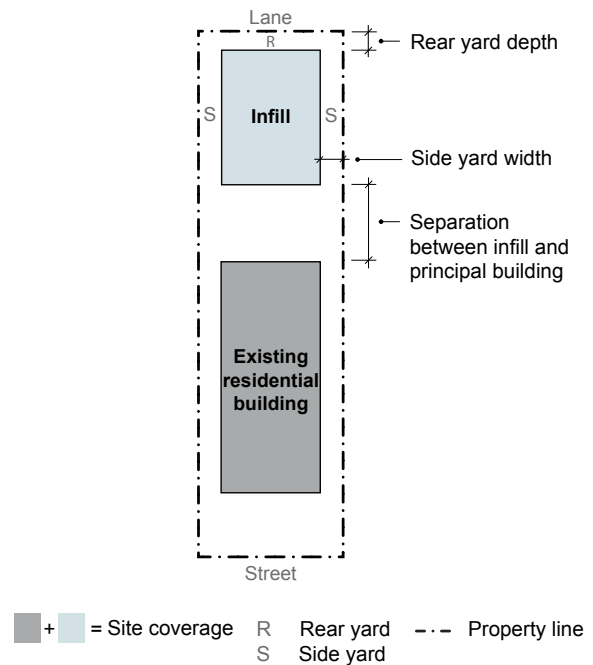 Lane
R
Rear yard depth
S
Infill
S
Side yard width
Separation
between infill and
principal building
Existing
residential
building
Street
+ = Site coverage
R Rear yard
Property line
S Side yard